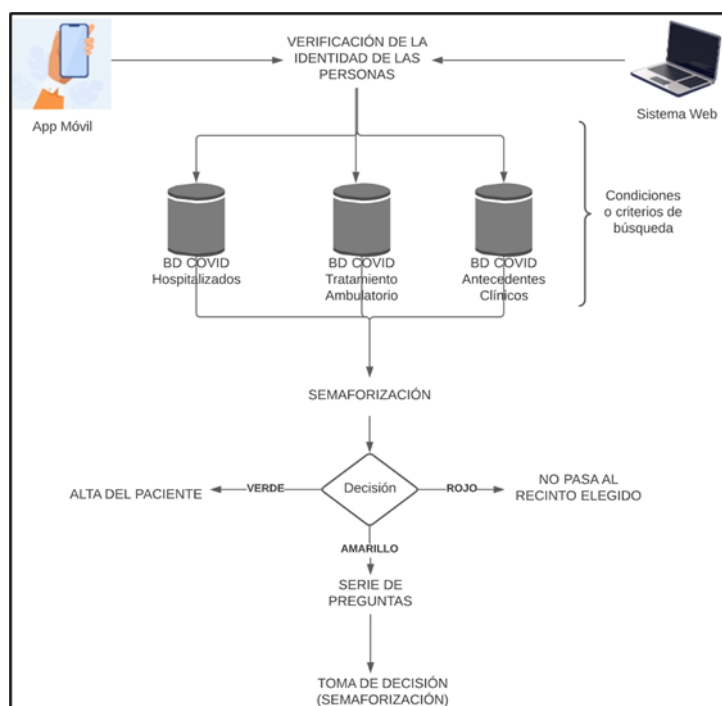 VERIFICACIÓN DE LA
IDENTIDAD DE LAS
PERSONAS
App Móvil
Sistema Web
Condiciones
o criterios de
búsqueda
BD COVID
Hospitalizados
BD COVID
Tratamiento
Ambulatorio
BD COVID
Antecedentes
Clínicos
SEMAFORIZACIÓN
Decisión
VERDE
ALTA DEL PACIENTE
ROJO
NO PASA AL
RECINTO ELEGIDO
AMARILLO
SERIE DE
PREGUNTAS
TOMA DE DECISIÓN
(SEMAFORIZACIÓN)